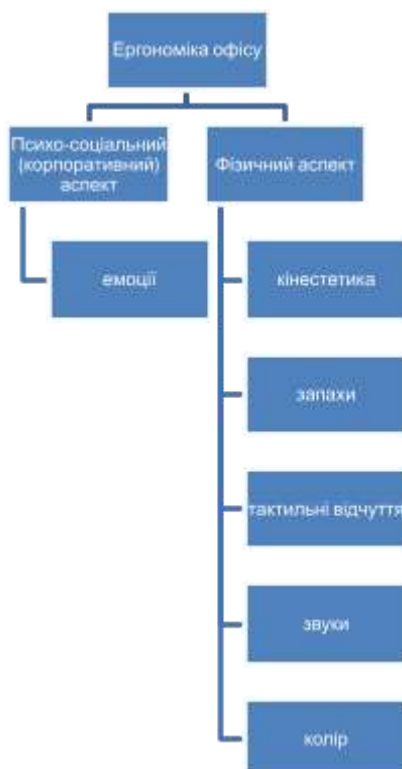 Ергономіка офісу
Психо-соціальний
(корпоративний)
аспект
Фізичний аспект
емоції
кінестетика
запахи
тактильні відчуття
звуки
колір